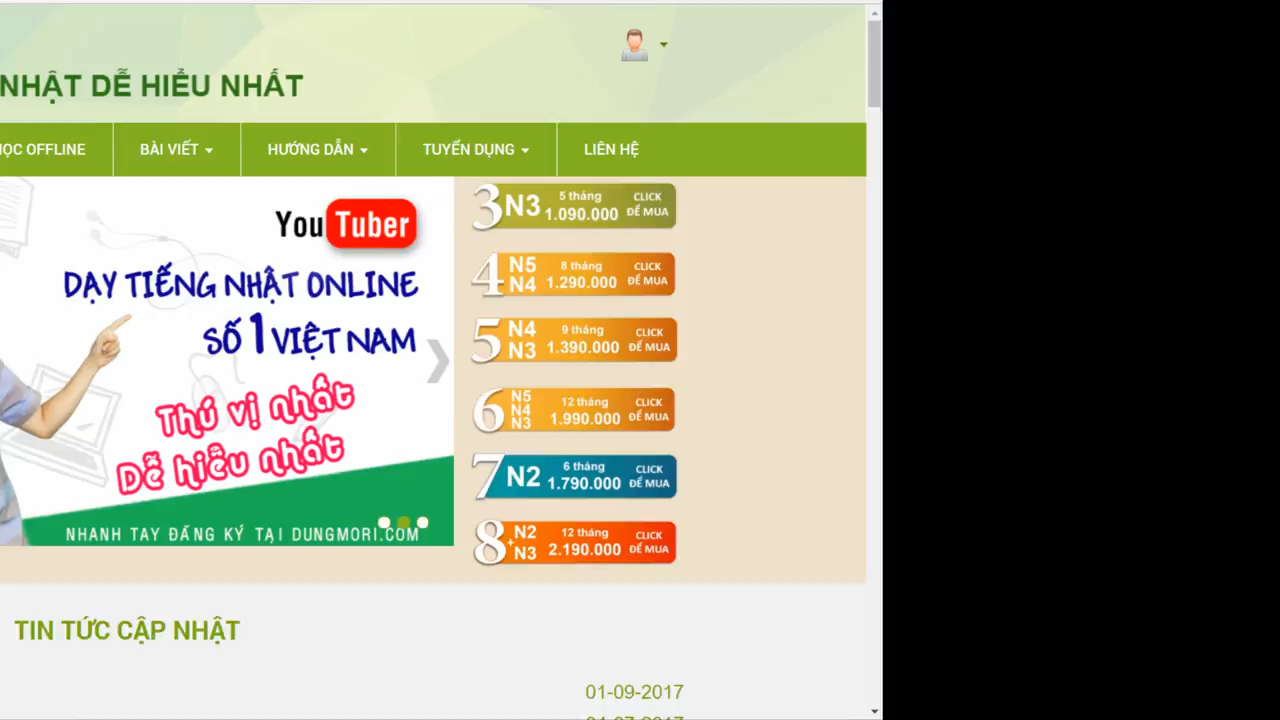 NHẬT DỄ HIỂU NHẤT
ỌC OFFLINE
BÀI VIẾT
HƯỚNG DẪN
TUYỂN DỤNG
LIÊN HỆ
You Tuber
DẠY TIẾNG NHẬT ONLINE
SỐ 1 VIỆT NAM
Thú vị nhất
Dễ hiểu nhất
NHANH TAY ĐĂNG KÝ TẠI DUNGMORI.COM
3 N3 5 tháng 1.090.000 CLICK ĐỂ MUA
4 N5 N4 8 tháng 1.290.000 CLICK ĐỂ MUA
5 N4 N3 9 tháng 1.390.000 CLICK ĐỂ MUA
6 N5 N4 N3 12 tháng 1.990.000 CLICK ĐỂ MUA
7 N2 6 tháng 1.790.000 CLICK ĐỂ MUA
8 N2 + N3 12 tháng 2.190.000 CLICK ĐỂ MUA
TIN TỨC CẬP NHẬT
01-09-2017